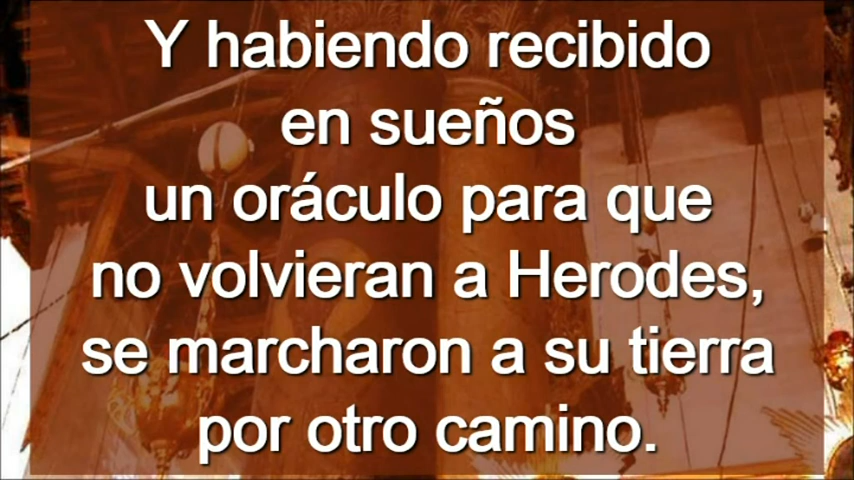 Y habiendo recibido
en sueños
un oráculo para que
no volvieran a Herodes,
se marcharon a su tierra
por otro camino.